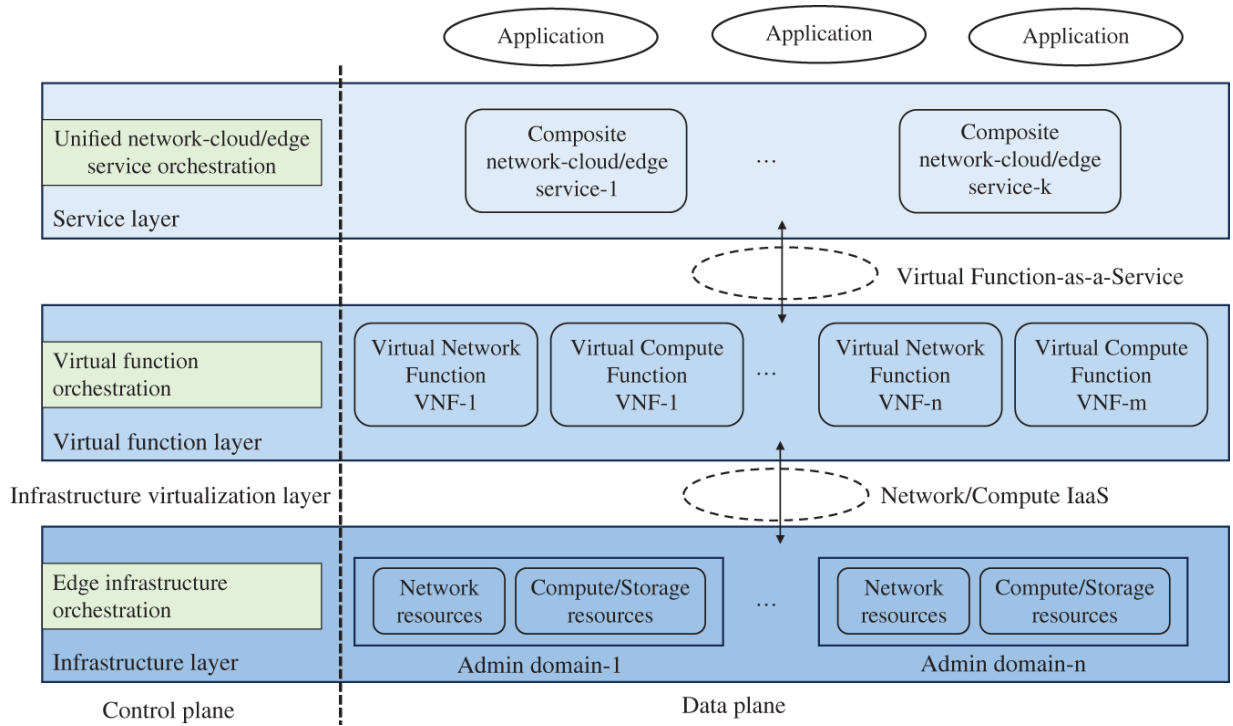 Application
Application
Application
Unified network-cloud/edge
service orchestration
Service layer
Composite
network-cloud/edge
service-1
...
Composite
network-cloud/edge
service-k
Virtual Function-as-a-Service
Virtual function
orchestration
Virtual function layer
Virtual Network
Function
VNF-1
Virtual Compute
Function
VNF-1
...
Virtual Network
Function
VNF-n
Virtual Compute
Function
VNF-m
Infrastructure virtualization layer
Network/Compute IaaS
Edge infrastructure
orchestration
Infrastructure layer
Network
resources
Compute/Storage
resources
Admin domain-1
...
Network
resources
Compute/Storage
resources
Admin domain-n
Control plane
Data plane